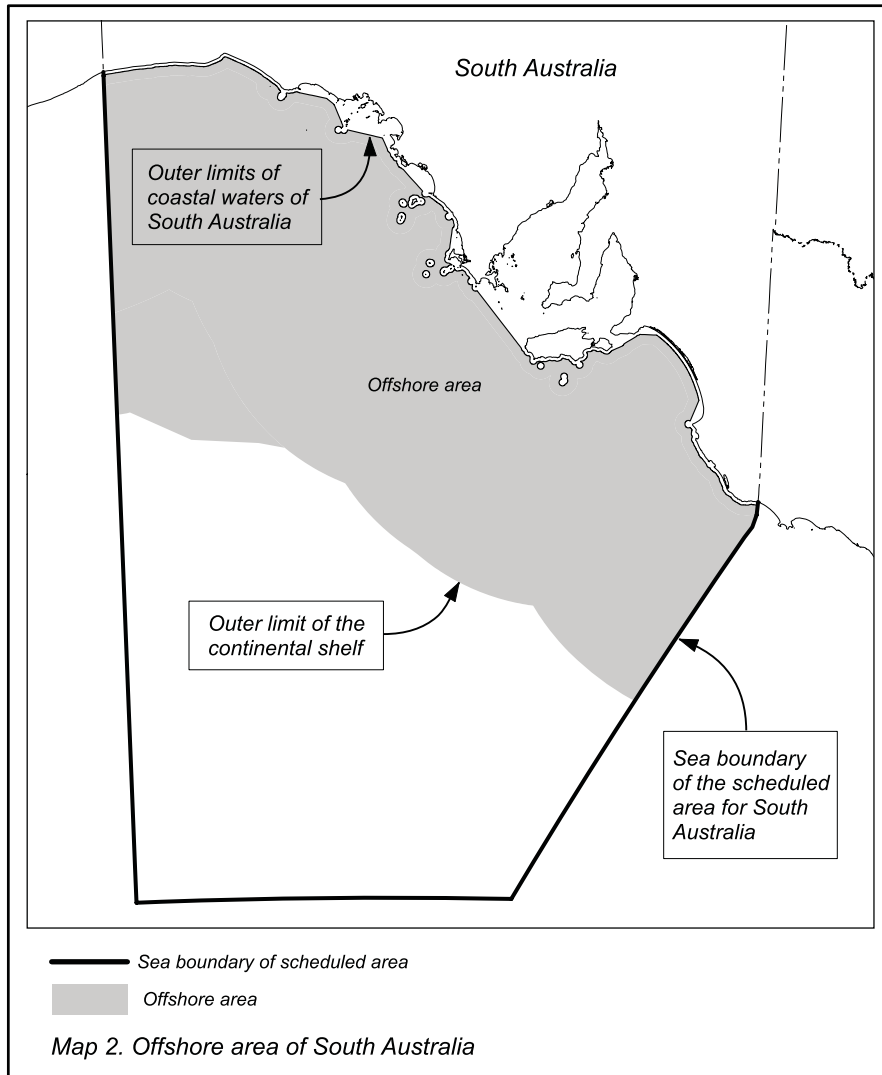 South Australia
Outer limits of
coastal waters of
South Australia
Offshore area
Outer limit of the
continental shelf
Sea boundary
of the scheduled
area for South
Australia
Sea boundary of scheduled area
Offshore area
Map 2. Offshore area of South Australia